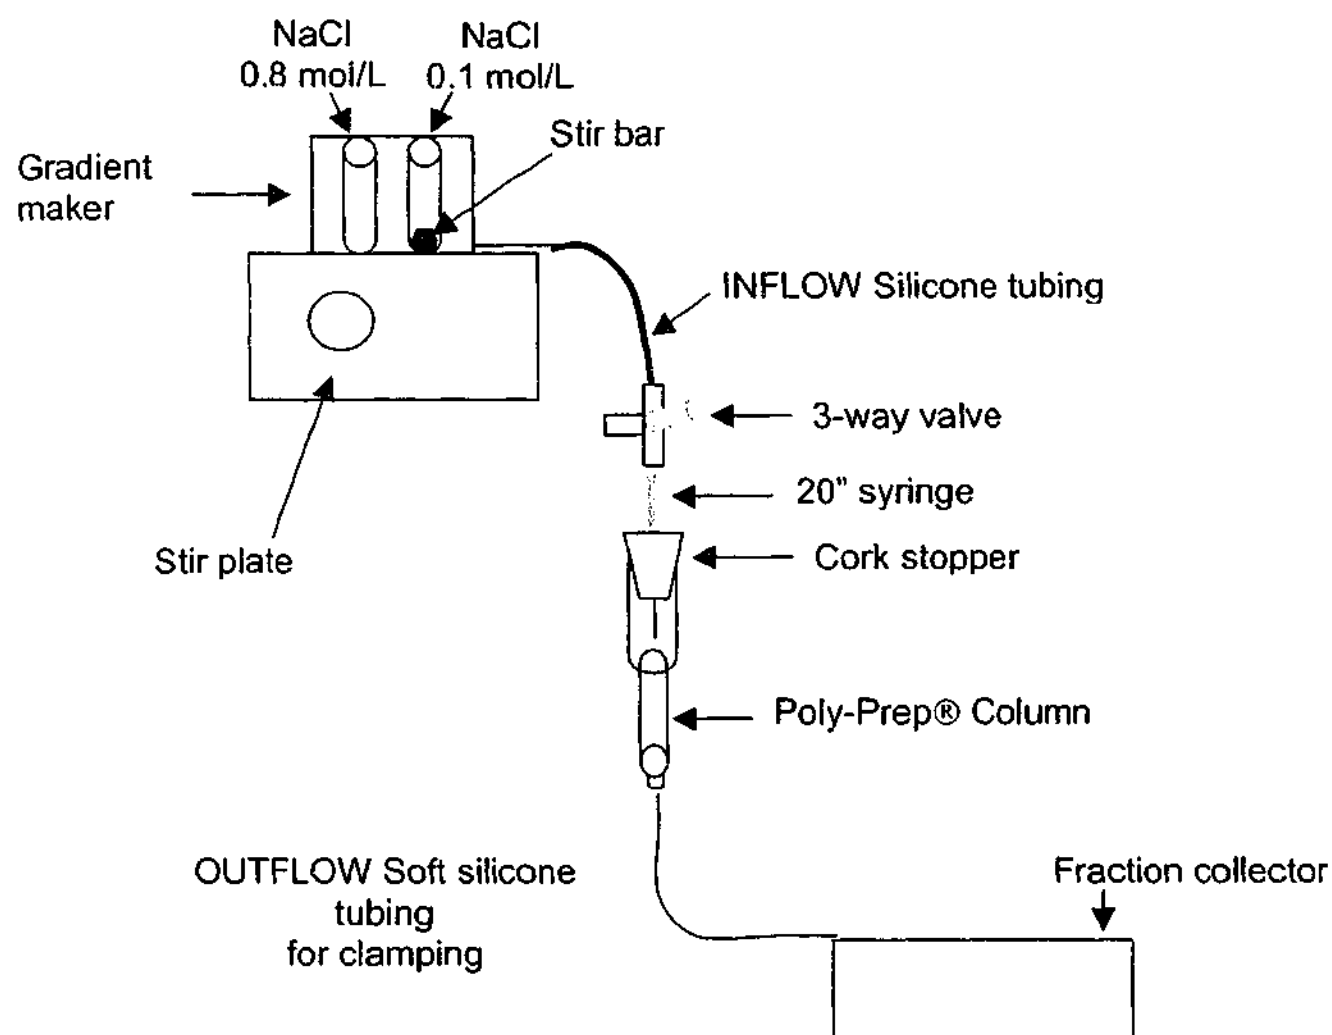 NaCl
0.8 mol/L
NaCl
0.1 mol/L
Stir bar
Gradient
maker
INFLOW Silicone tubing
3-way valve
20" syringe
Cork stopper
Stir plate
Poly-Prep® Column
OUTFLOW Soft silicone
tubing
for clamping
Fraction collector